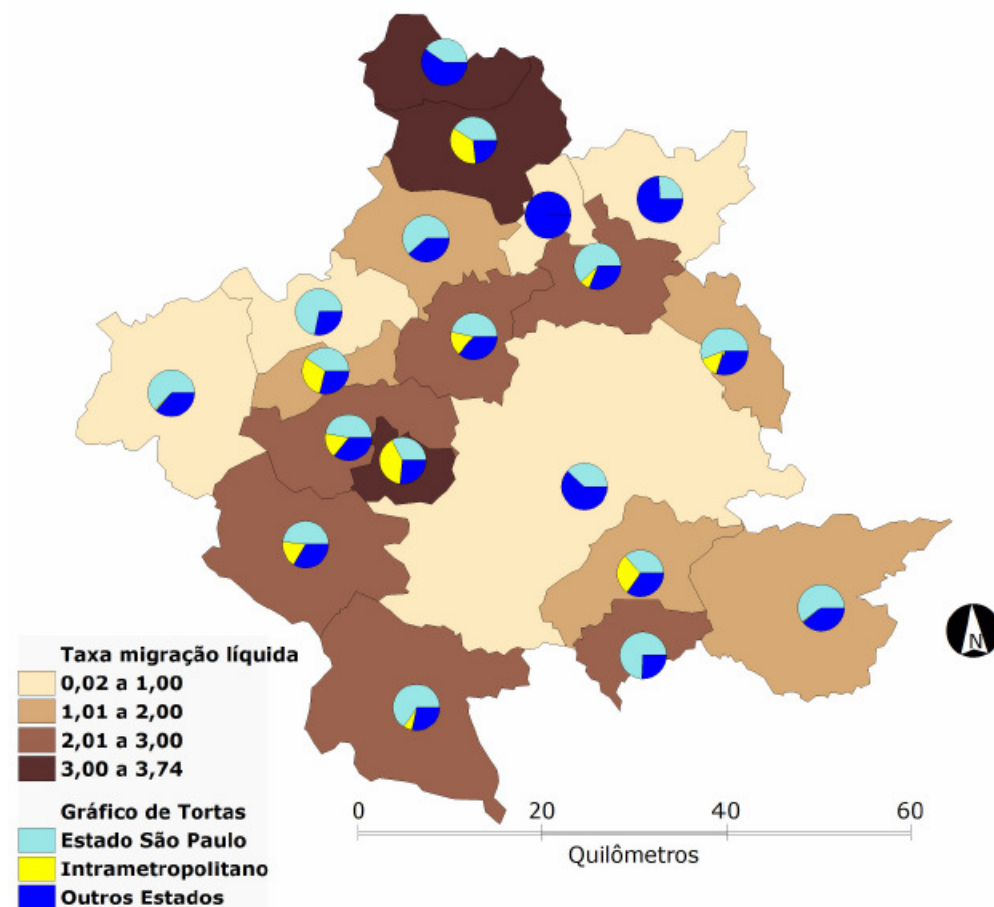 Taxa migração líquida
0,02 a 1,00
1,01 a 2,00
2,01 a 3,00
3,00 a 3,74
Gráfico de Tortas
Estado São Paulo
Intrametropolitano
Outros Estados
0 20 40 60
Quilômetros
N